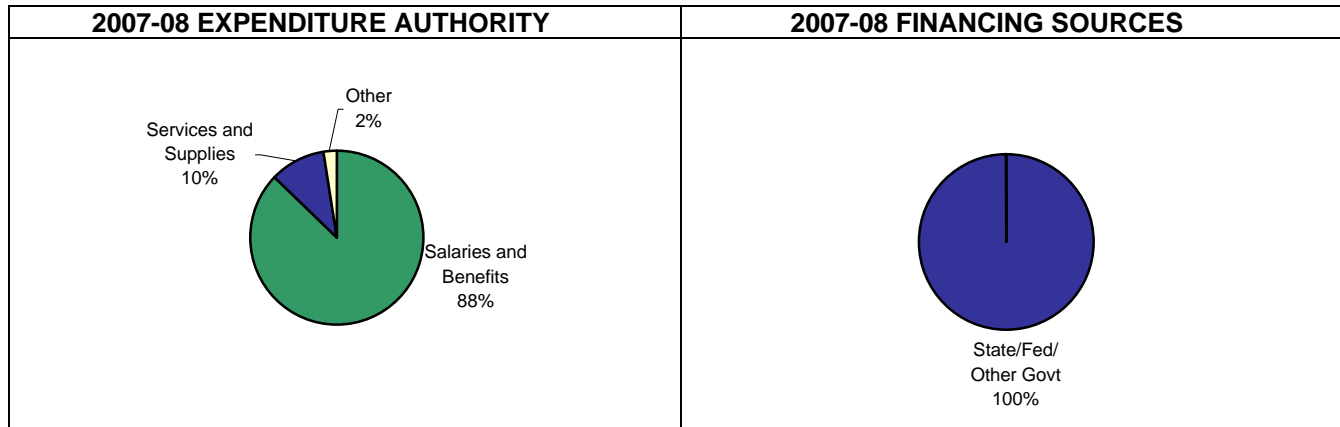 2007-08 EXPENDITURE AUTHORITY
2007-08 FINANCING SOURCES
Other
2%
Services and
Supplies
10%
Salaries and
Benefits
88%
State/Fed/
Other Govt
100%